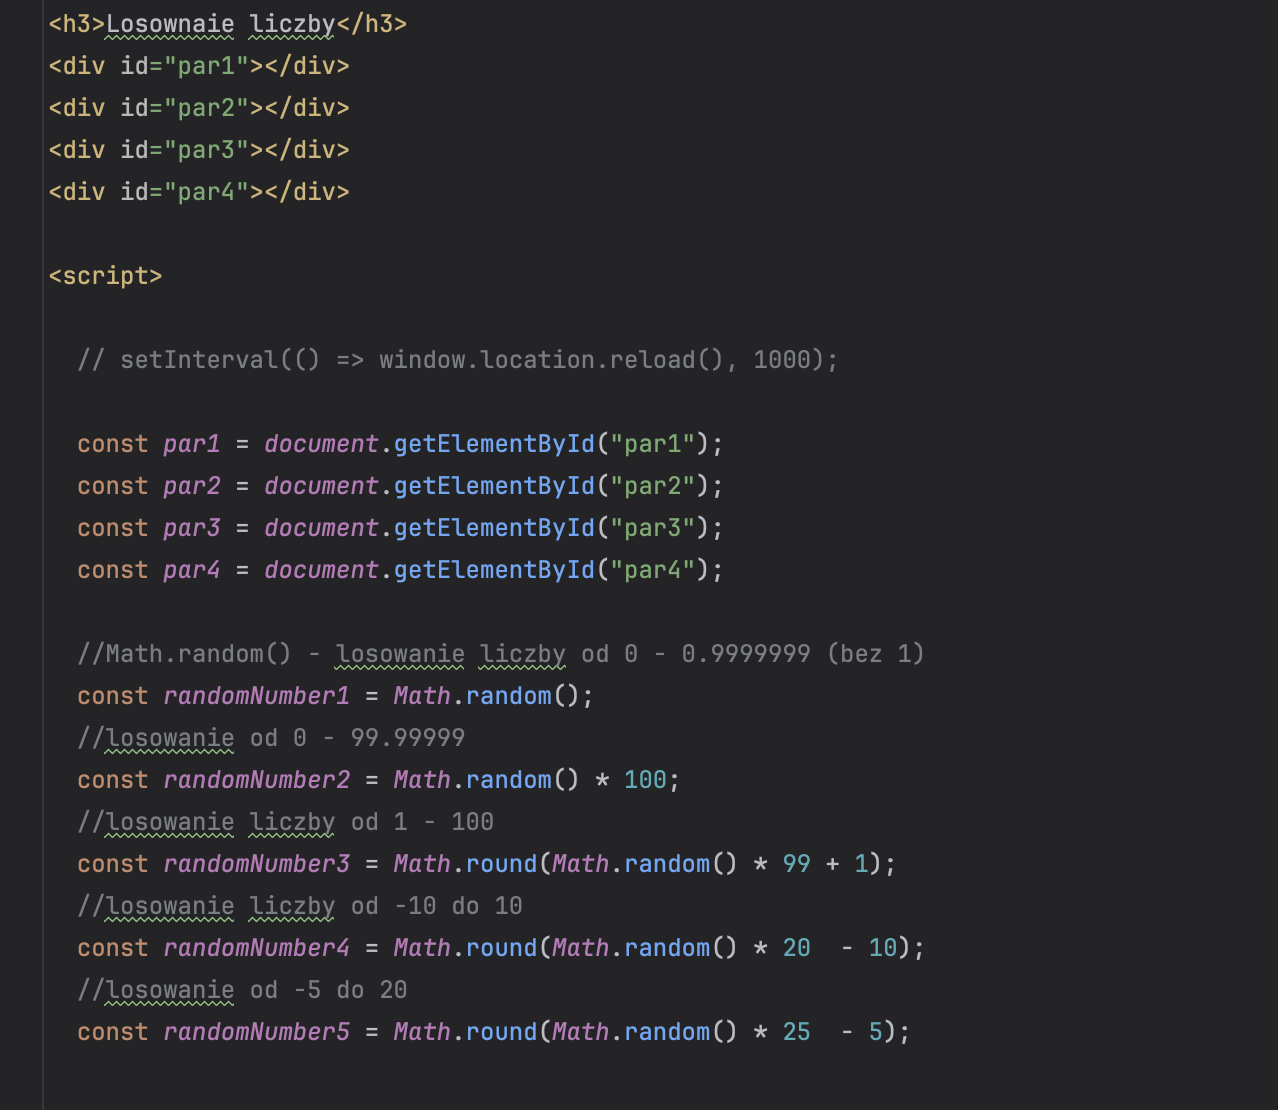 <h3>Losownaie liczby</h3>
<div id="par1"></div>
<div id="par2"></div>
<div id="par3"></div>
<div id="par4"></div>
<script>
// setInterval(() => window.location.reload(), 1000);
const par1 = document.getElementById("par1");
const par2 = document.getElementById("par2");
const par3 = document.getElementById("par3");
const par4 = document.getElementById("par4");
//Math.random() - losowanie liczby od 0 - 0.9999999 (bez 1)
const randomNumber1 = Math.random();
//losowanie od 0 - 99.99999
const randomNumber2 = Math.random() * 100;
//losowanie liczby od 1 - 100
const randomNumber3 = Math.round(Math.random() * 99 + 1);
//losowanie liczby od -10 do 10
const randomNumber4 = Math.round(Math.random() * 20  - 10);
//losowanie od -5 do 20
const randomNumber5 = Math.round(Math.random() * 25  - 5);